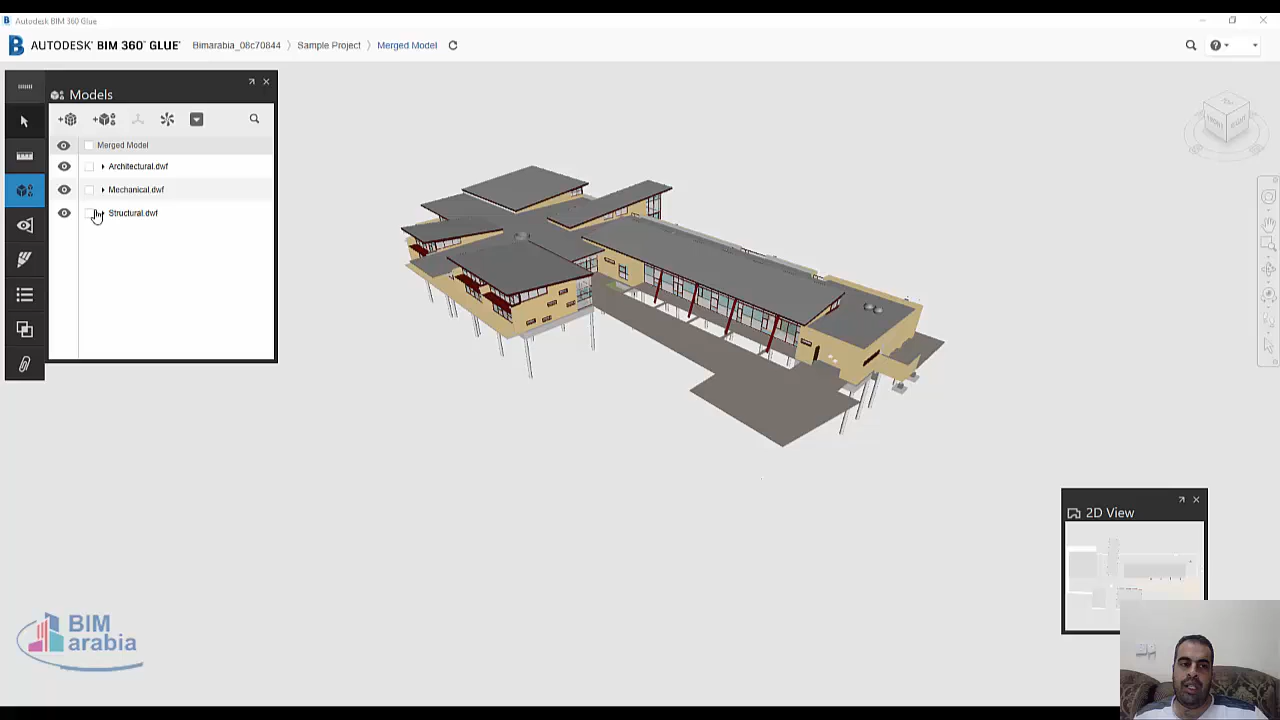 Autodesk BIM 360 Glue
AUTODESK® BIM 360™ GLUE® Bimarabia_08c70844 Sample Project Merged Model
Models
Merged Model
Architectural.dwf
Mechanical.dwf
Structural.dwf
2D View
BIM
arabia